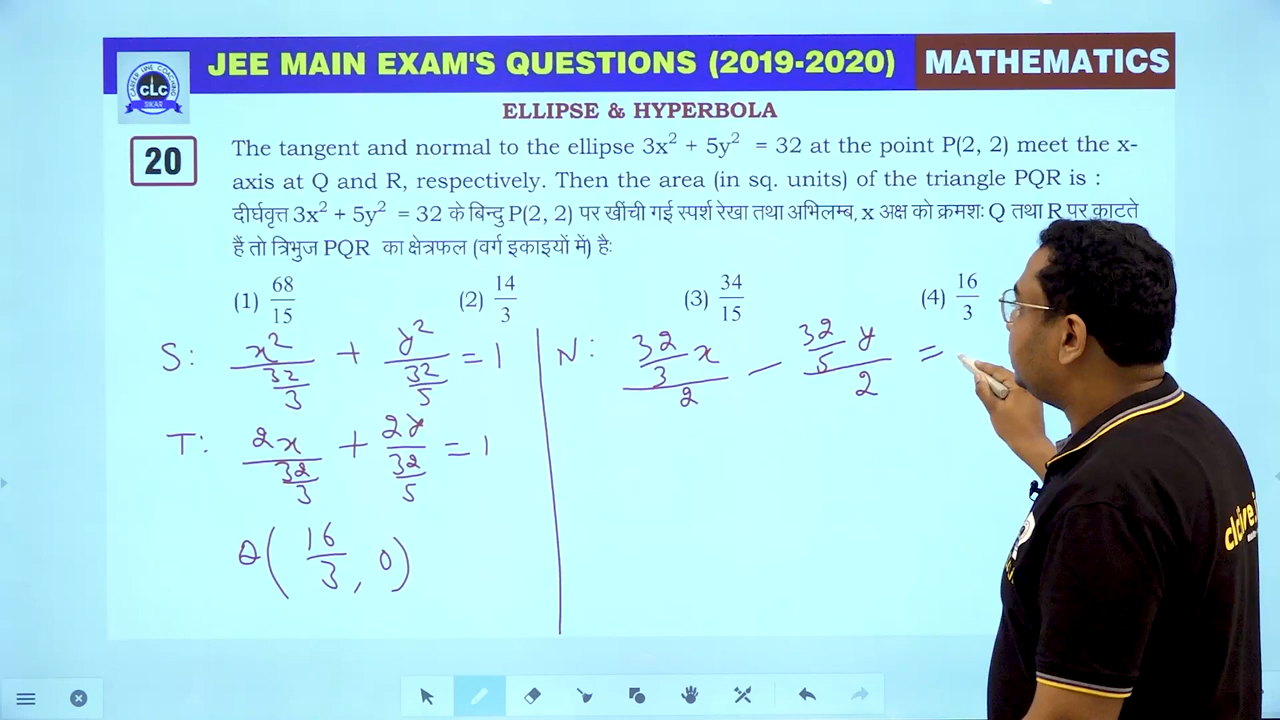 JEE MAIN EXAM'S QUESTIONS (2019-2020) MATHEMATICS
CAREER LINE COACHING
CLC
SIKAR
ELLIPSE & HYPERBOLA
20
The tangent and normal to the ellipse 3x² + 5y² = 32 at the point P(2, 2) meet the x-
axis at Q and R, respectively. Then the area (in sq. units) of the triangle PQR is :
दीर्घवृत्त 3x² + 5y² = 32 के बिन्दु P(2, 2) पर खींची गई स्पर्श रेखा तथा अभिलम्ब, x अक्ष को क्रमशः Q तथा R पर काटते
हैं तो त्रिभुज PQR का क्षेत्रफल (वर्ग इकाइयों में) हैः
(1) 68/15 (2) 14/3 (3) 34/15 (4) 16/3
S: x²/(32/3) + y²/(32/5) = 1
N: (32/3 x)/2 - (32/5 y)/2 =
T: 2x/(32/3) + 2y/(32/5) = 1
Q(16/3, 0)